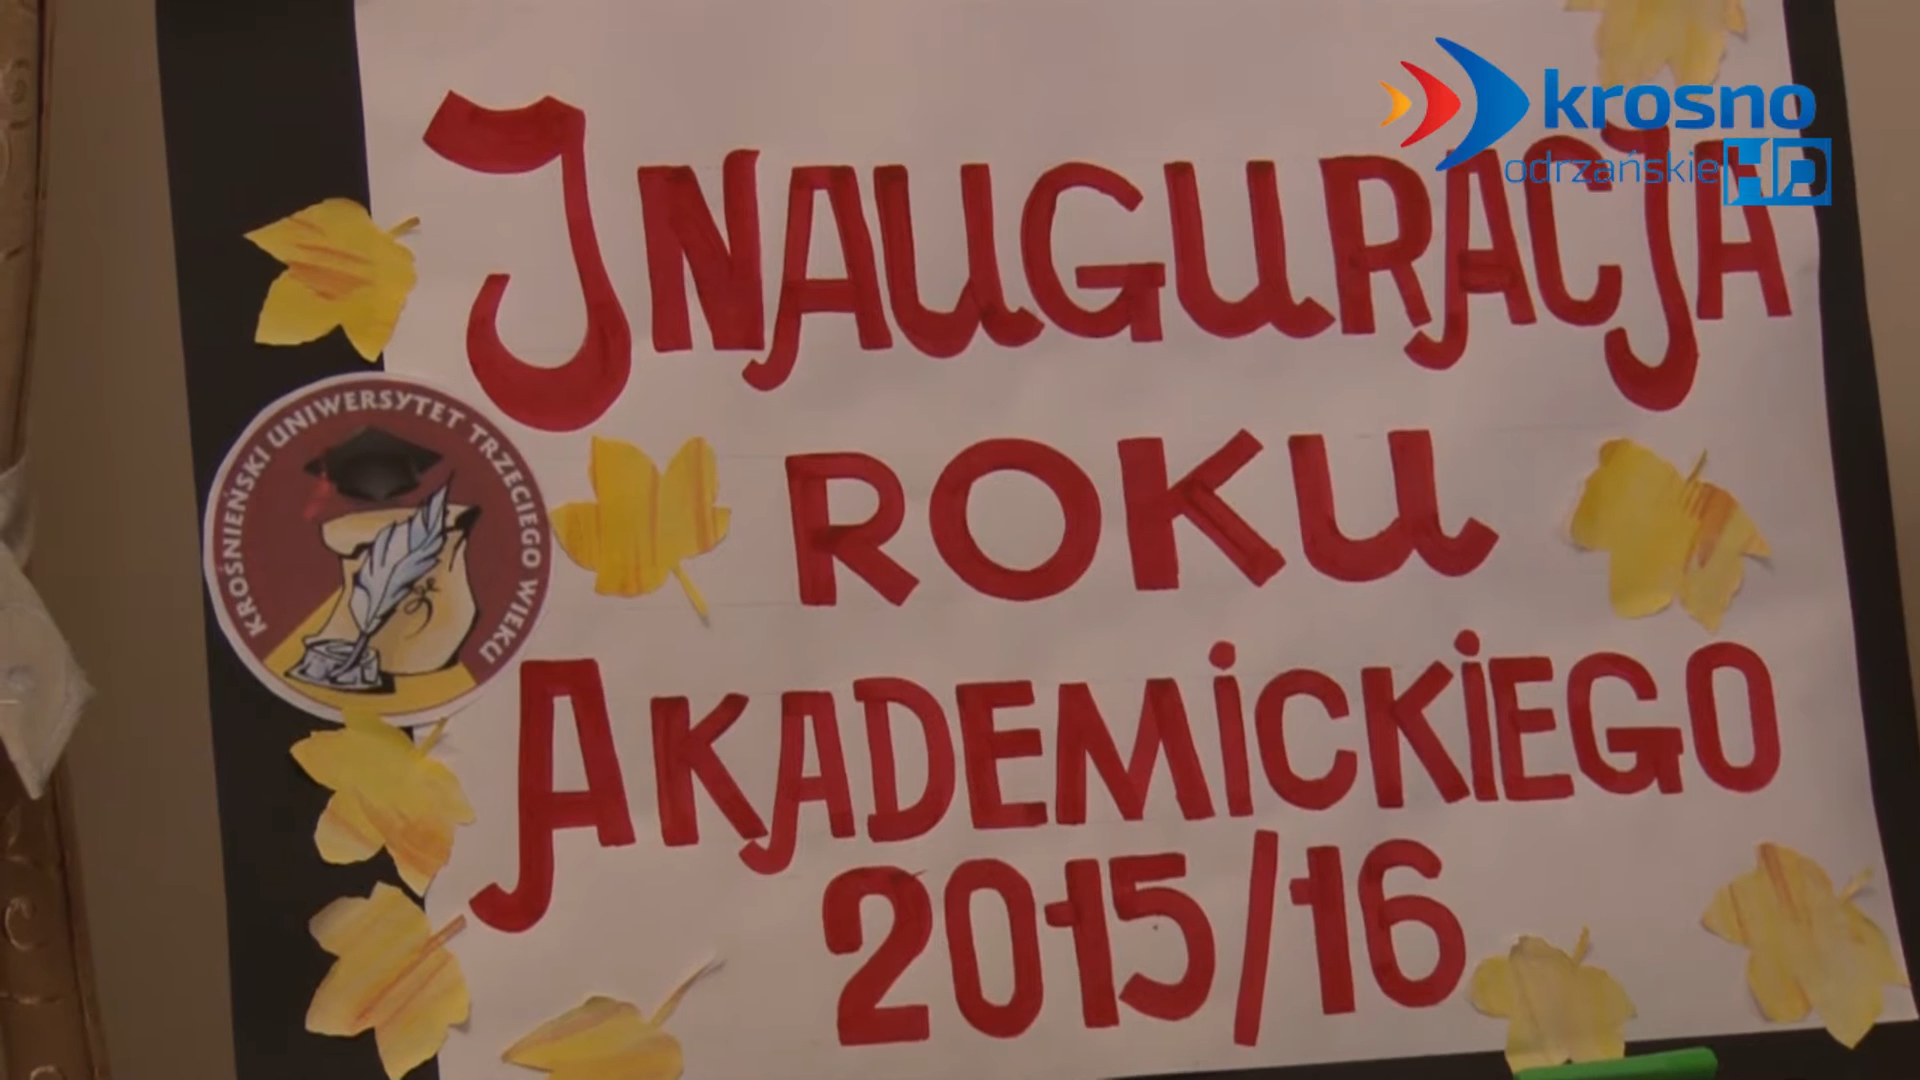 krosno
odrzańskie HD
INAUGURACJA
ROKU
AKADEMiCKiEGO
2015/16
KROŚNIEŃSKI UNIWERSYTET TRZECIEGO WIEKU